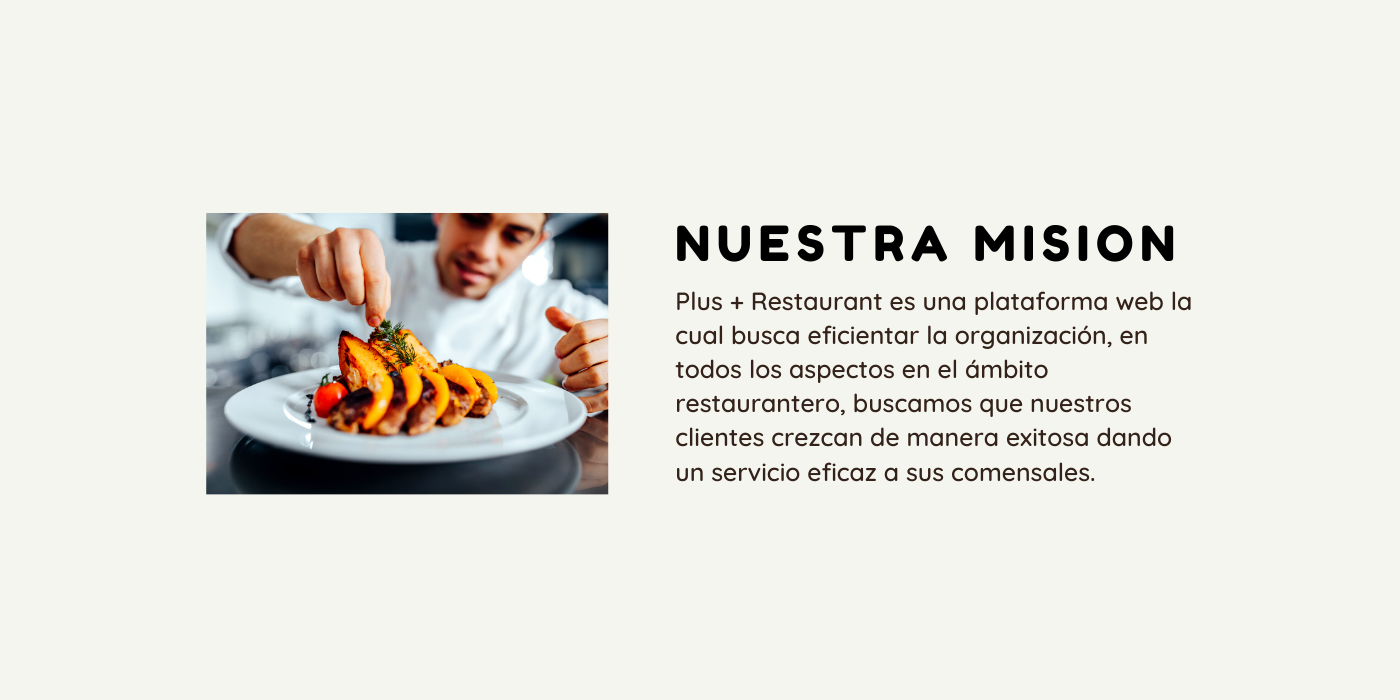 NUESTRA MISION
Plus + Restaurant es una plataforma web la
cual busca eficientar la organización, en
todos los aspectos en el ámbito
restaurantero, buscamos que nuestros
clientes crezcan de manera exitosa dando
un servicio eficaz a sus comensales.